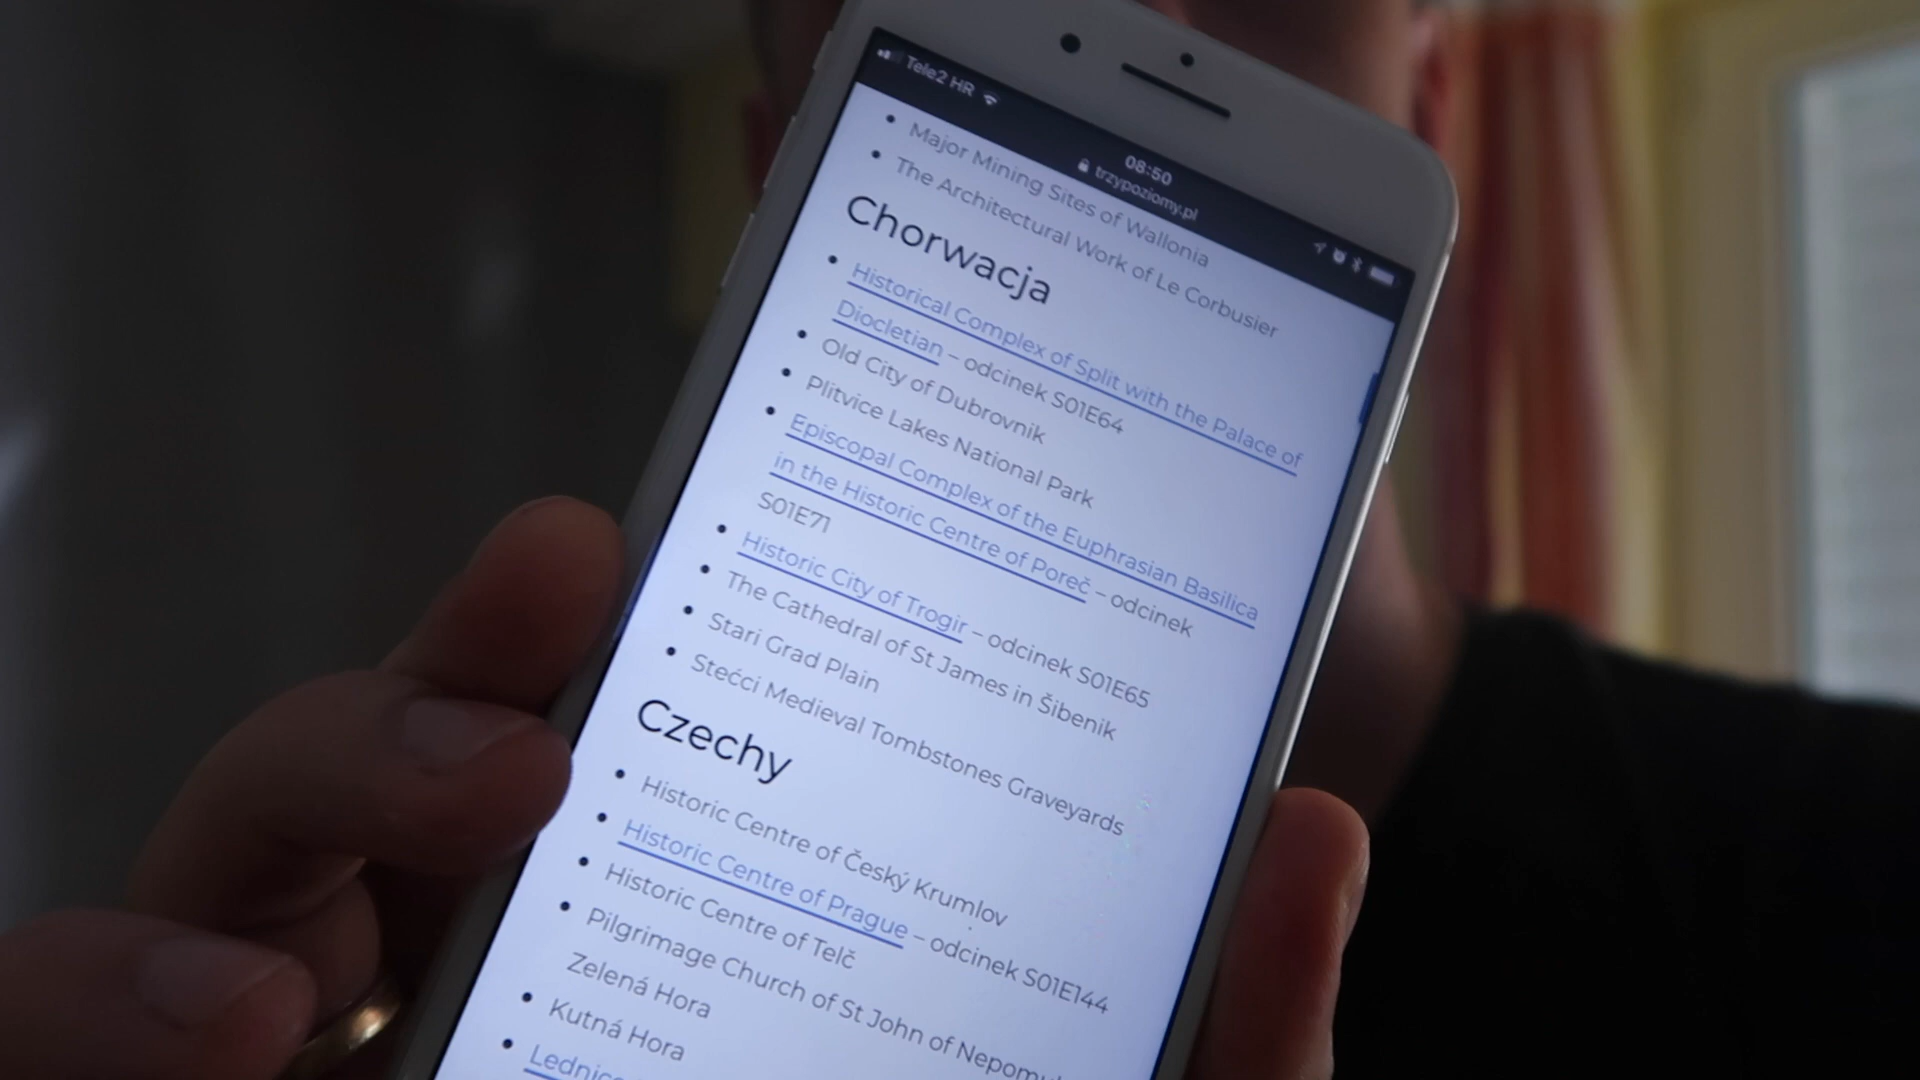 Tele2 HR
08:50
trzypoziomy.pl
Major Mining Sites of Wallonia
The Architectural Work of Le Corbusier
Chorwacja
Historical Complex of Split with the Palace of
Diocletian – odcinek S01E64
Old City of Dubrovnik
Plitvice Lakes National Park
Episcopal Complex of the Euphrasian Basilica
in the Historic Centre of Poreč – odcinek
S01E71
Historic City of Trogir – odcinek S01E65
The Cathedral of St James in Šibenik
Stari Grad Plain
Stećci Medieval Tombstones Graveyards
Czechy
Historic Centre of Český Krumlov
Historic Centre of Prague – odcinek S01E144
Historic Centre of Telč
Pilgrimage Church of St John of
Zelená Hora
Kutná Hora